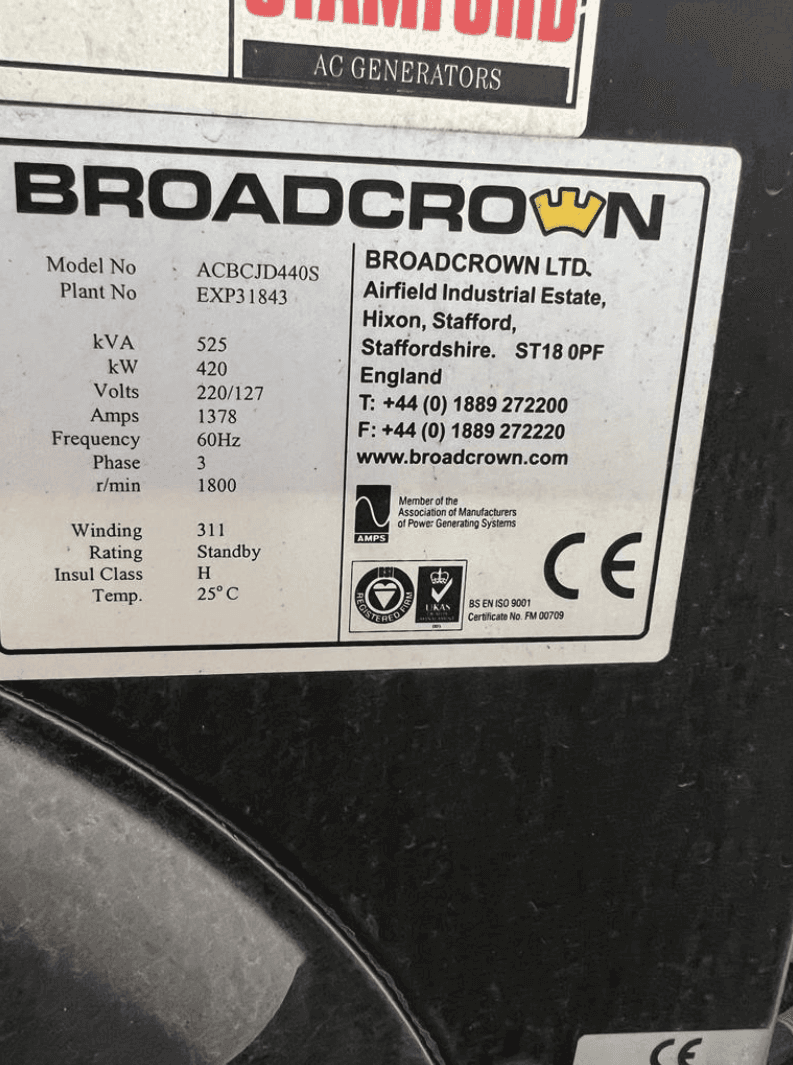 STAMFORD
AC GENERATORS
BROADCROWN
Model No ACBCJD440S
Plant No EXP31843
kVA 525
kW 420
Volts 220/127
Amps 1378
Frequency 60Hz
Phase 3
r/min 1800
Winding 311
Rating Standby
Insul Class H
Temp. 25° C
BROADCROWN LTD.
Airfield Industrial Estate,
Hixon, Stafford,
Staffordshire. ST18 0PF
England
T: +44 (0) 1889 272200
F: +44 (0) 1889 272220
www.broadcrown.com
AMPS
Member of the
Association of Manufacturers
of Power Generating Systems
CE
BSI
REGISTERED FIRM
UKAS
BS EN ISO 9001
Certificate No. FM 00709
CE